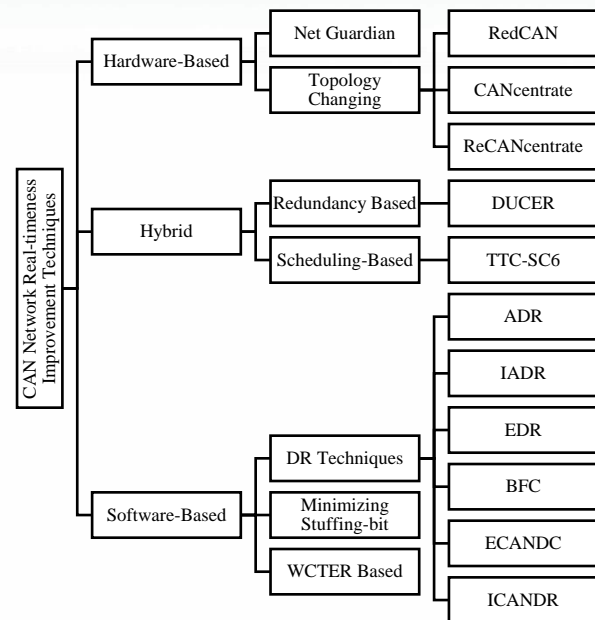 CAN Network Real-timeness
Improvement Techniques
Hardware-Based
Net Guardian
Topology
Changing
RedCAN
CANcentrate
ReCANcentrate
Hybrid
Redundancy Based
DUCER
Scheduling-Based
TTC-SC6
Software-Based
DR Techniques
ADR
IADR
EDR
BFC
ECANDC
ICANDR
Minimizing
Stuffing-bit
WCTER Based